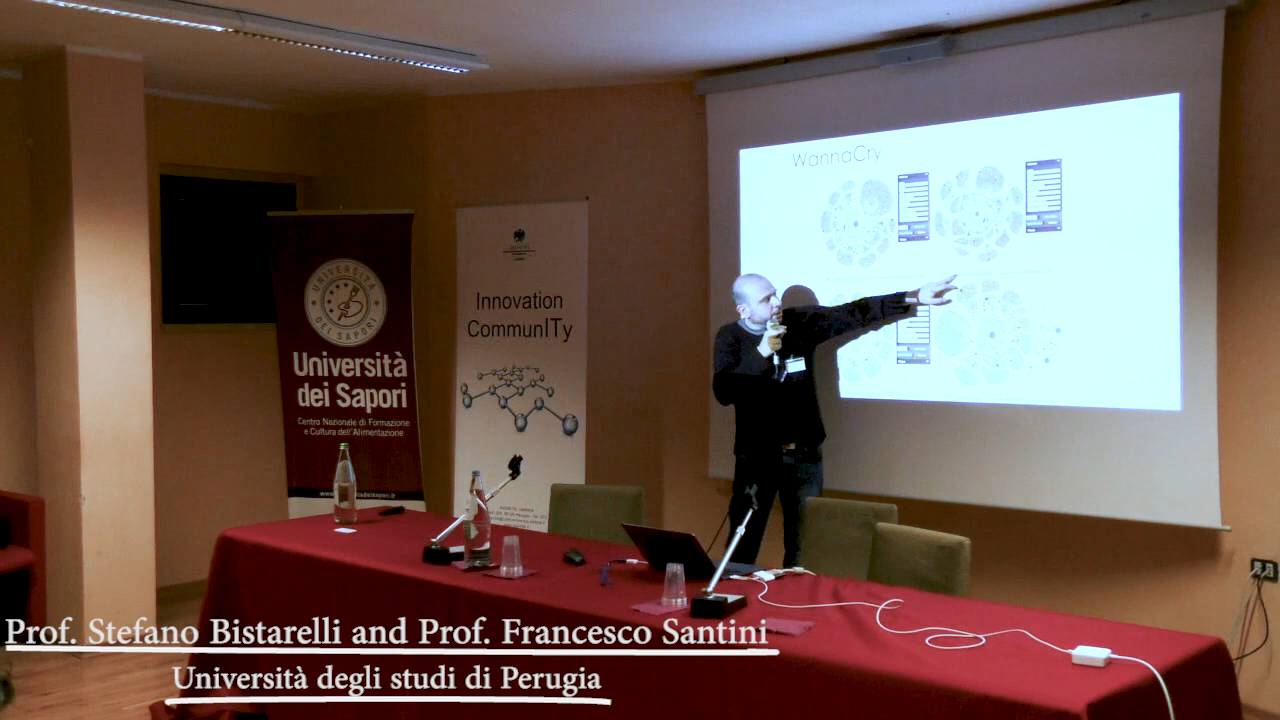 WannaCry
UNIVERSITÀ
DEI SAPORI
Università
dei Sapori
Centro Nazionale di Formazione
e Cultura dell'Alimentazione
Innovation
CommunITy
Prof. Stefano Bistarelli and Prof. Francesco Santini
Università degli studi di Perugia